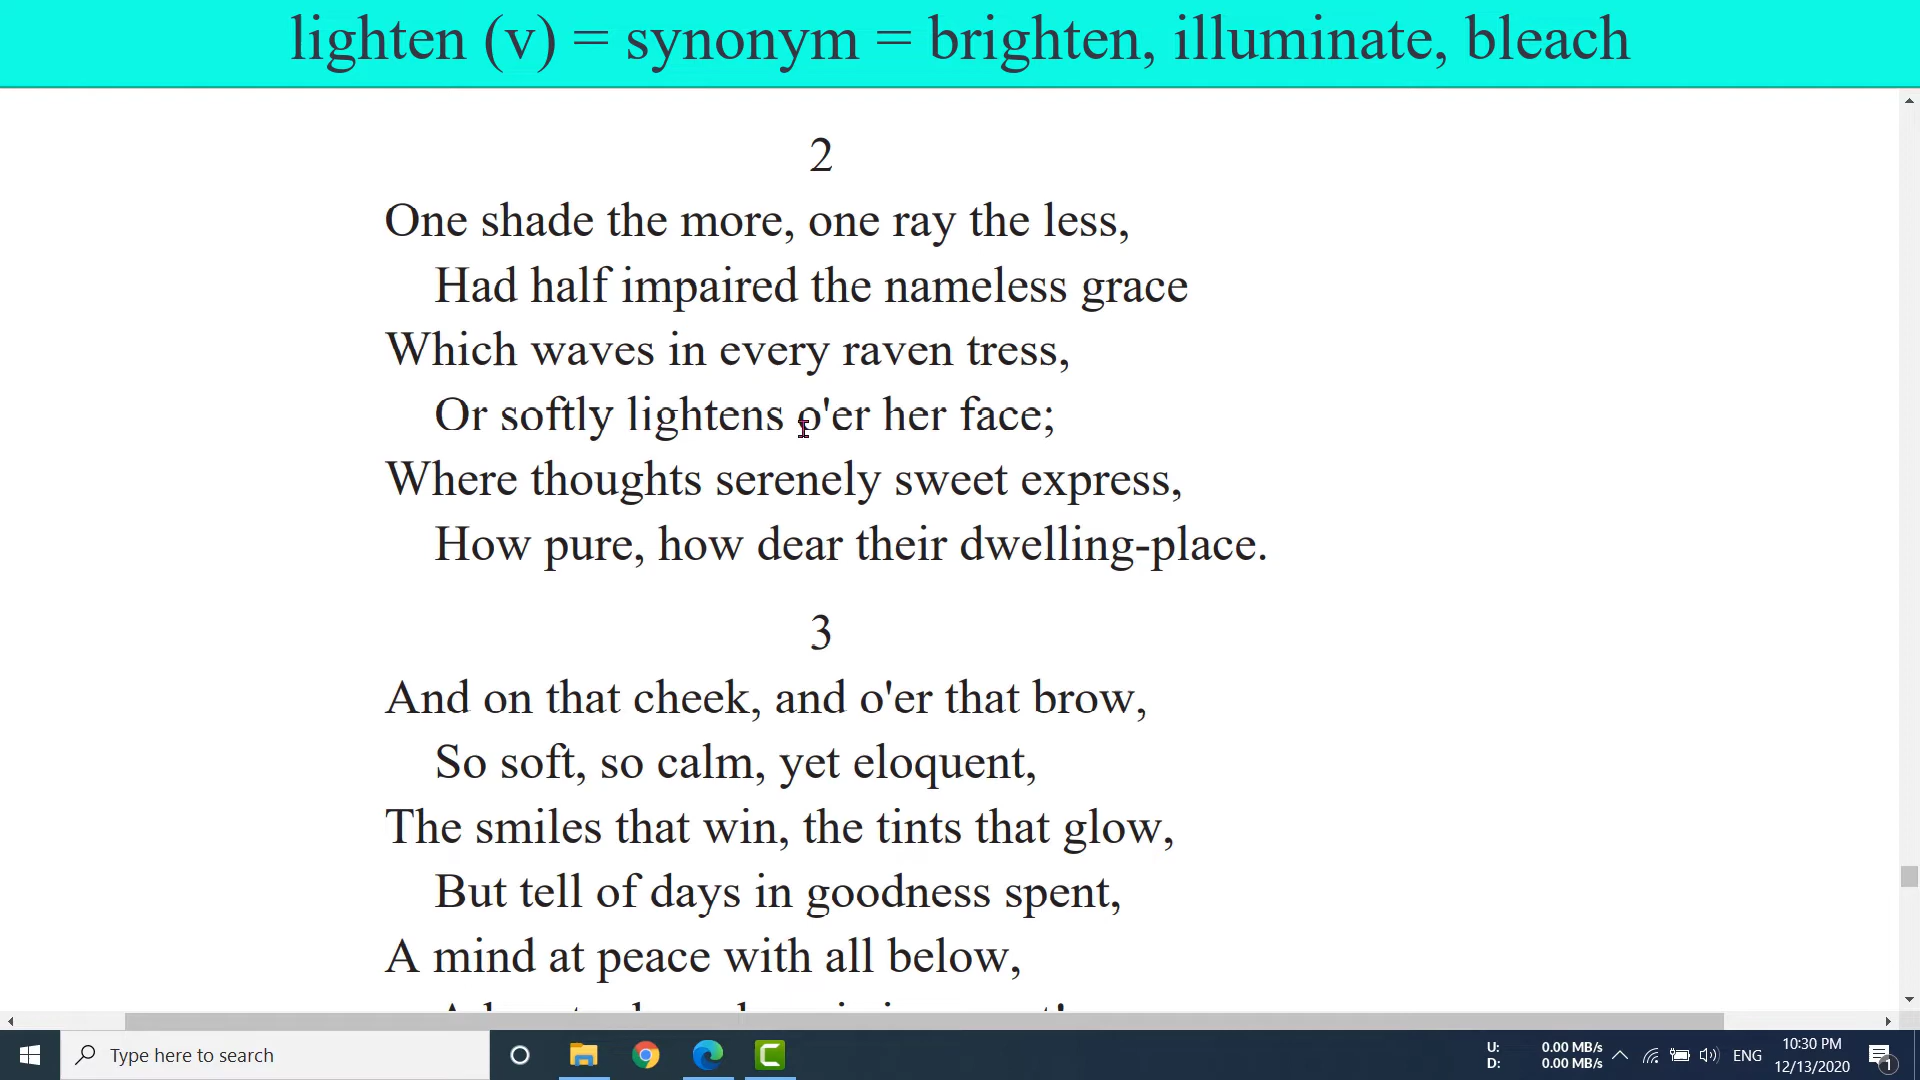 lighten (v) = synonym = brighten, illuminate, bleach
2
One shade the more, one ray the less,
Had half impaired the nameless grace
Which waves in every raven tress,
Or softly lightens o'er her face;
Where thoughts serenely sweet express,
How pure, how dear their dwelling-place.
3
And on that cheek, and o'er that brow,
So soft, so calm, yet eloquent,
The smiles that win, the tints that glow,
But tell of days in goodness spent,
A mind at peace with all below,
Type here to search
U: 0.00 MB/s
D: 0.00 MB/s
ENG
10:30 PM
12/13/2020
1